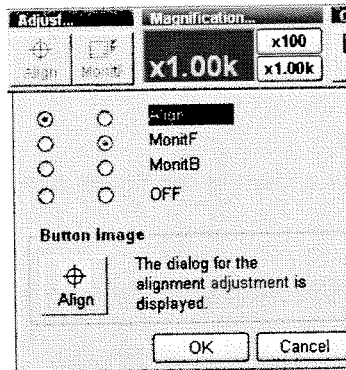 Adjust... Magnification...
Align MonitF x1.00k x100
x1.00k
Align
MonitF
MonitB
OFF
Button Image
Align
The dialog for the
alignment adjustment is
displayed.
OK Cancel